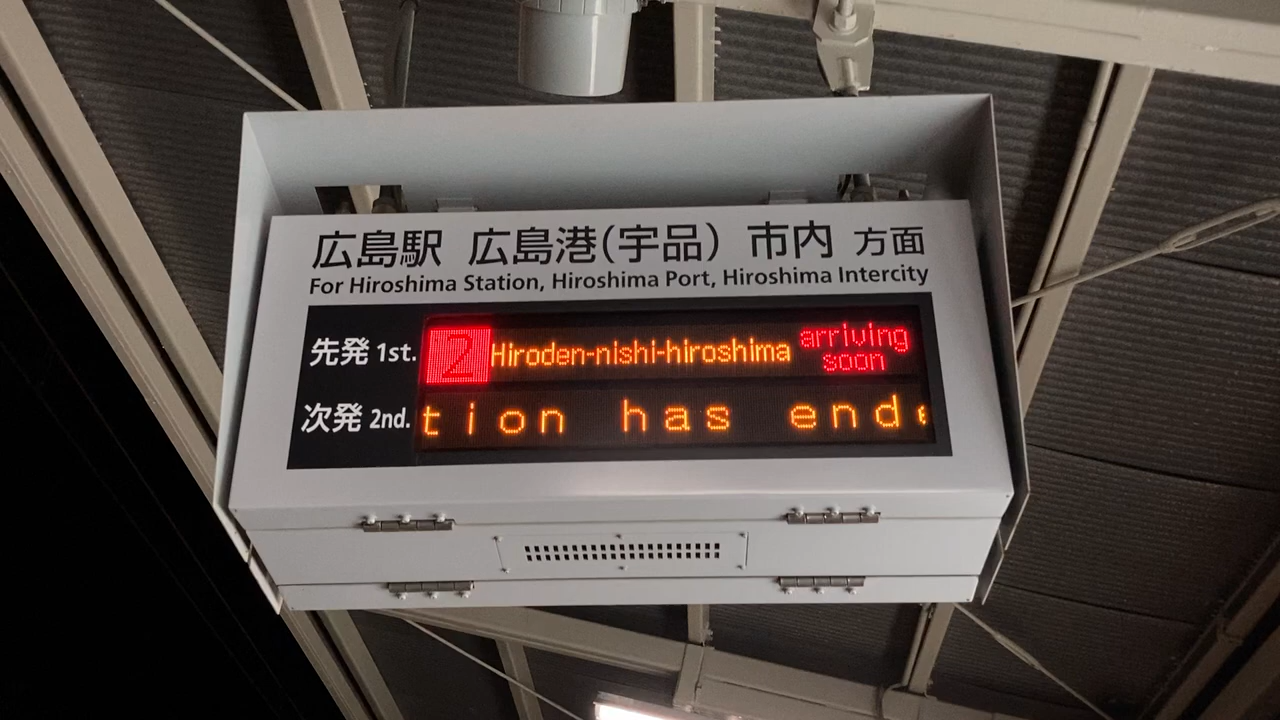 広島駅 広島港(宇品) 市内 方面
For Hiroshima Station, Hiroshima Port, Hiroshima Intercity
先発 1st. 2 Hiroden-nishi-hiroshima arriving soon
次発 2nd. tion has ende